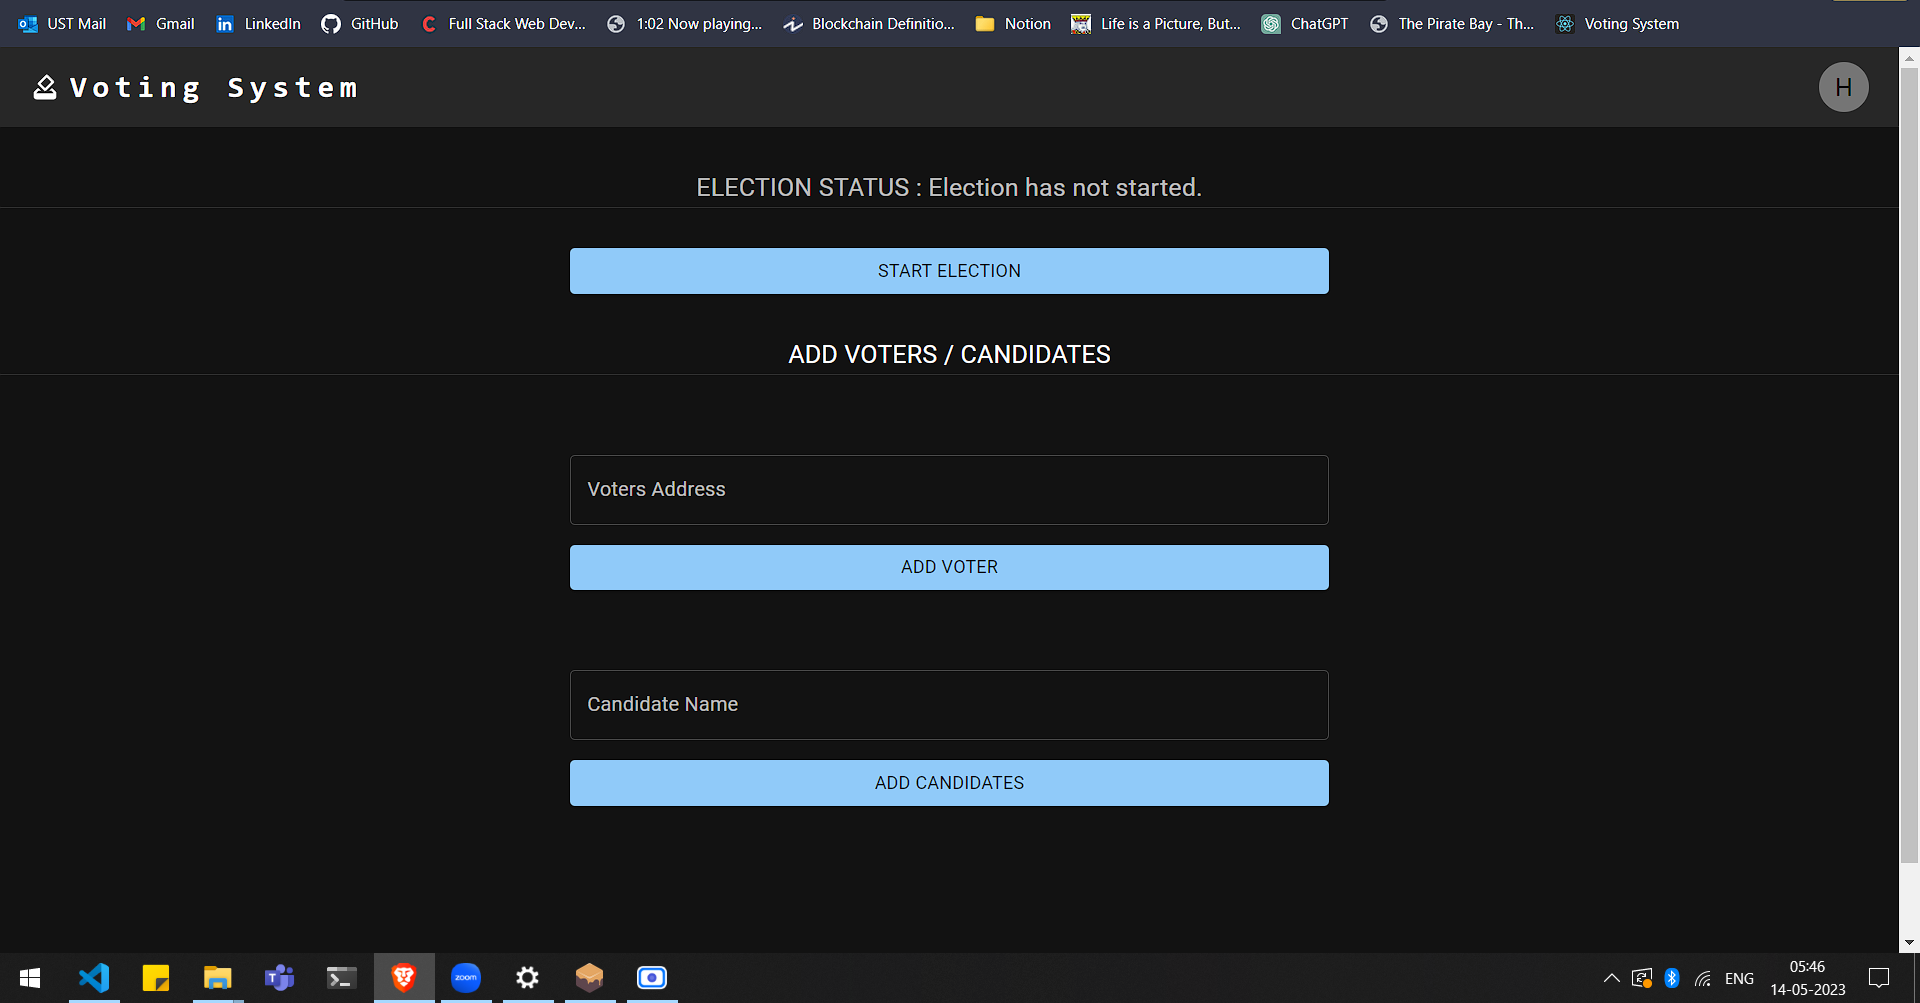 UST Mail Gmail LinkedIn GitHub Full Stack Web Dev... 1:02 Now playing... Blockchain Definitio... Notion Life is a Picture, But... ChatGPT The Pirate Bay - Th... Voting System
Voting System
H
ELECTION STATUS : Election has not started.
START ELECTION
ADD VOTERS / CANDIDATES
Voters Address
ADD VOTER
Candidate Name
ADD CANDIDATES
zoom
ENG
05:46
14-05-2023